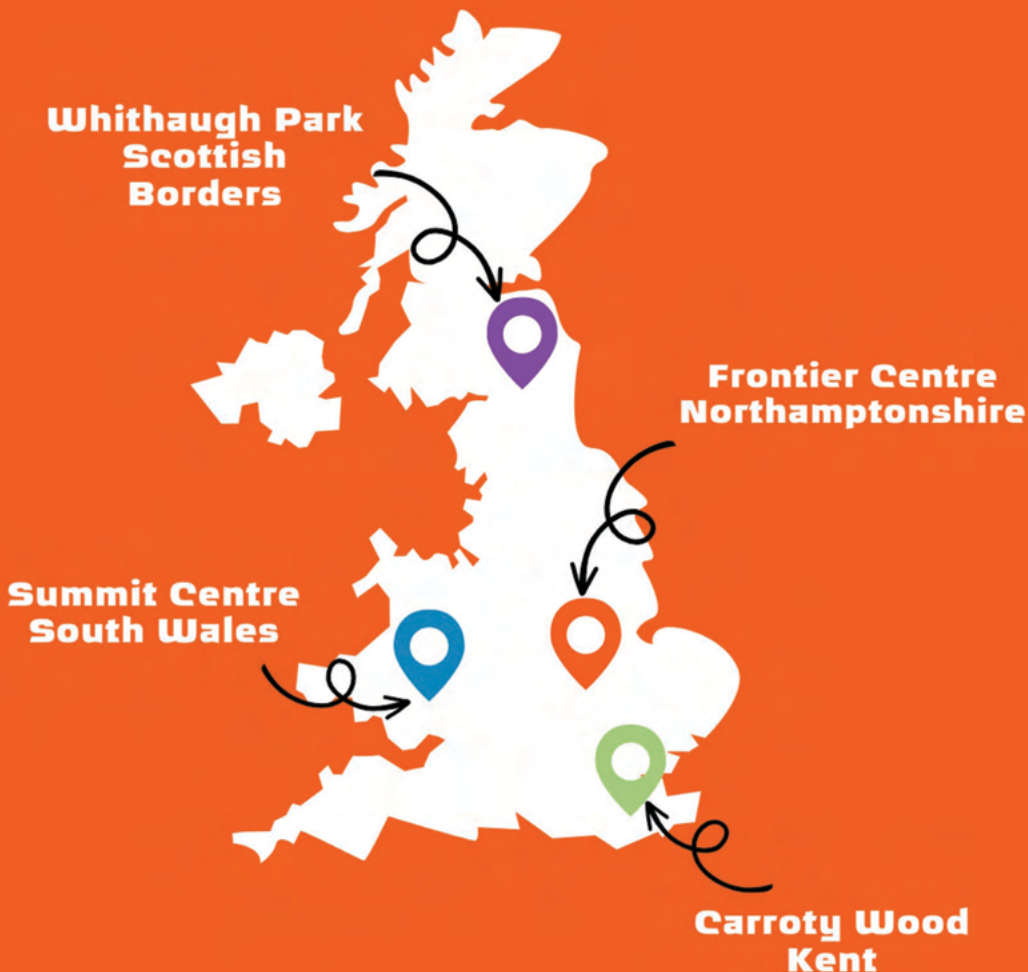 Whithaugh Park
Scottish
Borders
Frontier Centre
Northamptonshire
Summit Centre
South Wales
Carroty Wood
Kent